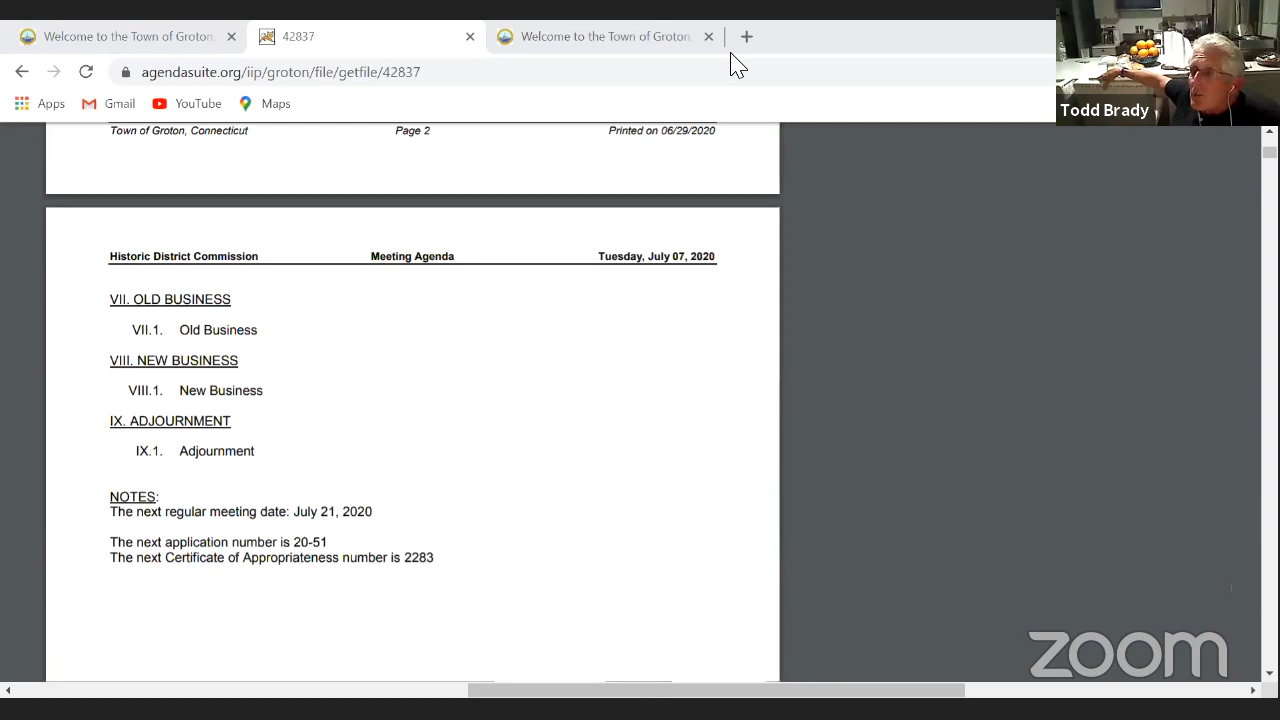 Welcome to the Town of Groton,
42837
Welcome to the Town of Groton,
agendasuite.org/iip/groton/file/getfile/42837
Apps Gmail YouTube Maps
Todd Brady
Town of Groton, Connecticut Page 2 Printed on 06/29/2020
Historic District Commission Meeting Agenda Tuesday, July 07, 2020
VII. OLD BUSINESS
VII.1. Old Business
VIII. NEW BUSINESS
VIII.1. New Business
IX. ADJOURNMENT
IX.1. Adjournment
NOTES:
The next regular meeting date: July 21, 2020
The next application number is 20-51
The next Certificate of Appropriateness number is 2283
zoom